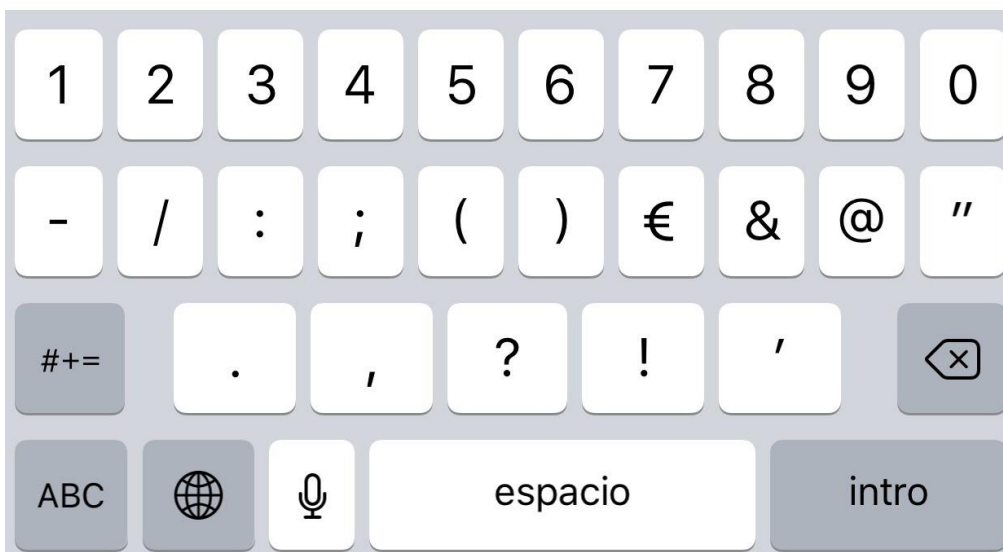 1 2 3 4 5 6 7 8 9 0
- / : ; ( ) € & @ "
#+= . , ? ! '
ABC espacio intro